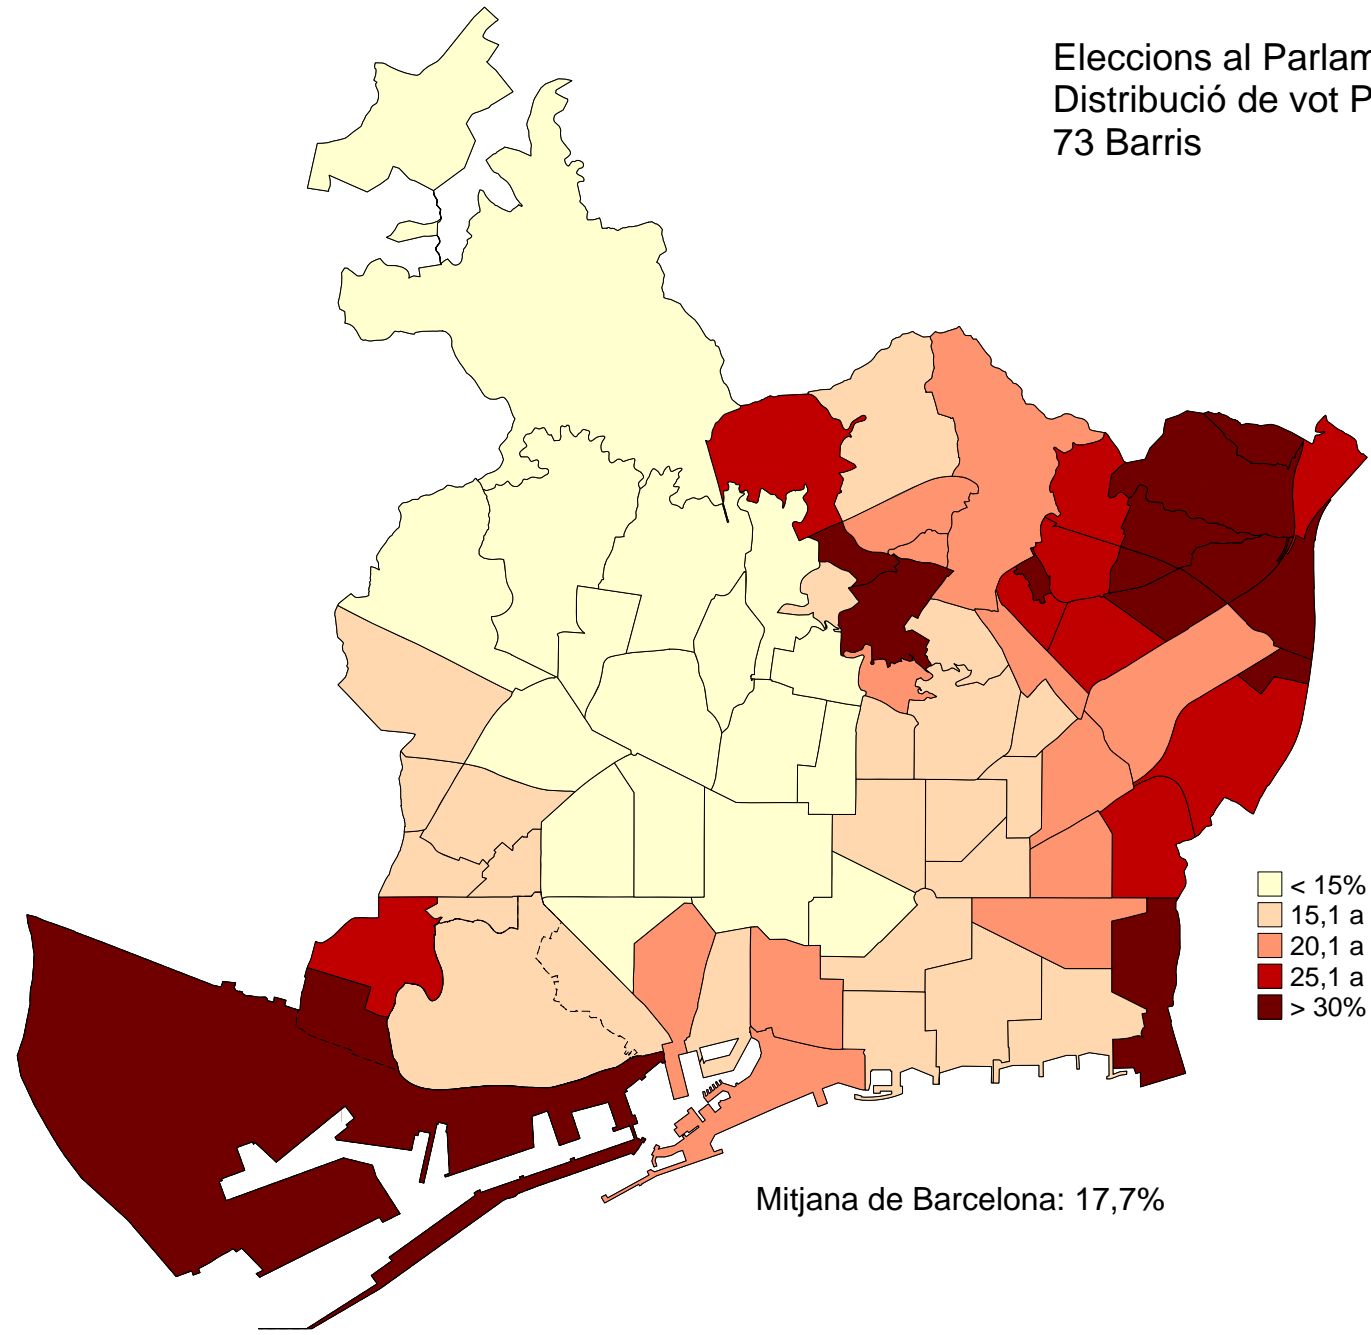 Eleccions al Parlam
Distribució de vot P
73 Barris
< 15%
15,1 a
20,1 a
25,1 a
> 30%
Mitjana de Barcelona: 17,7%